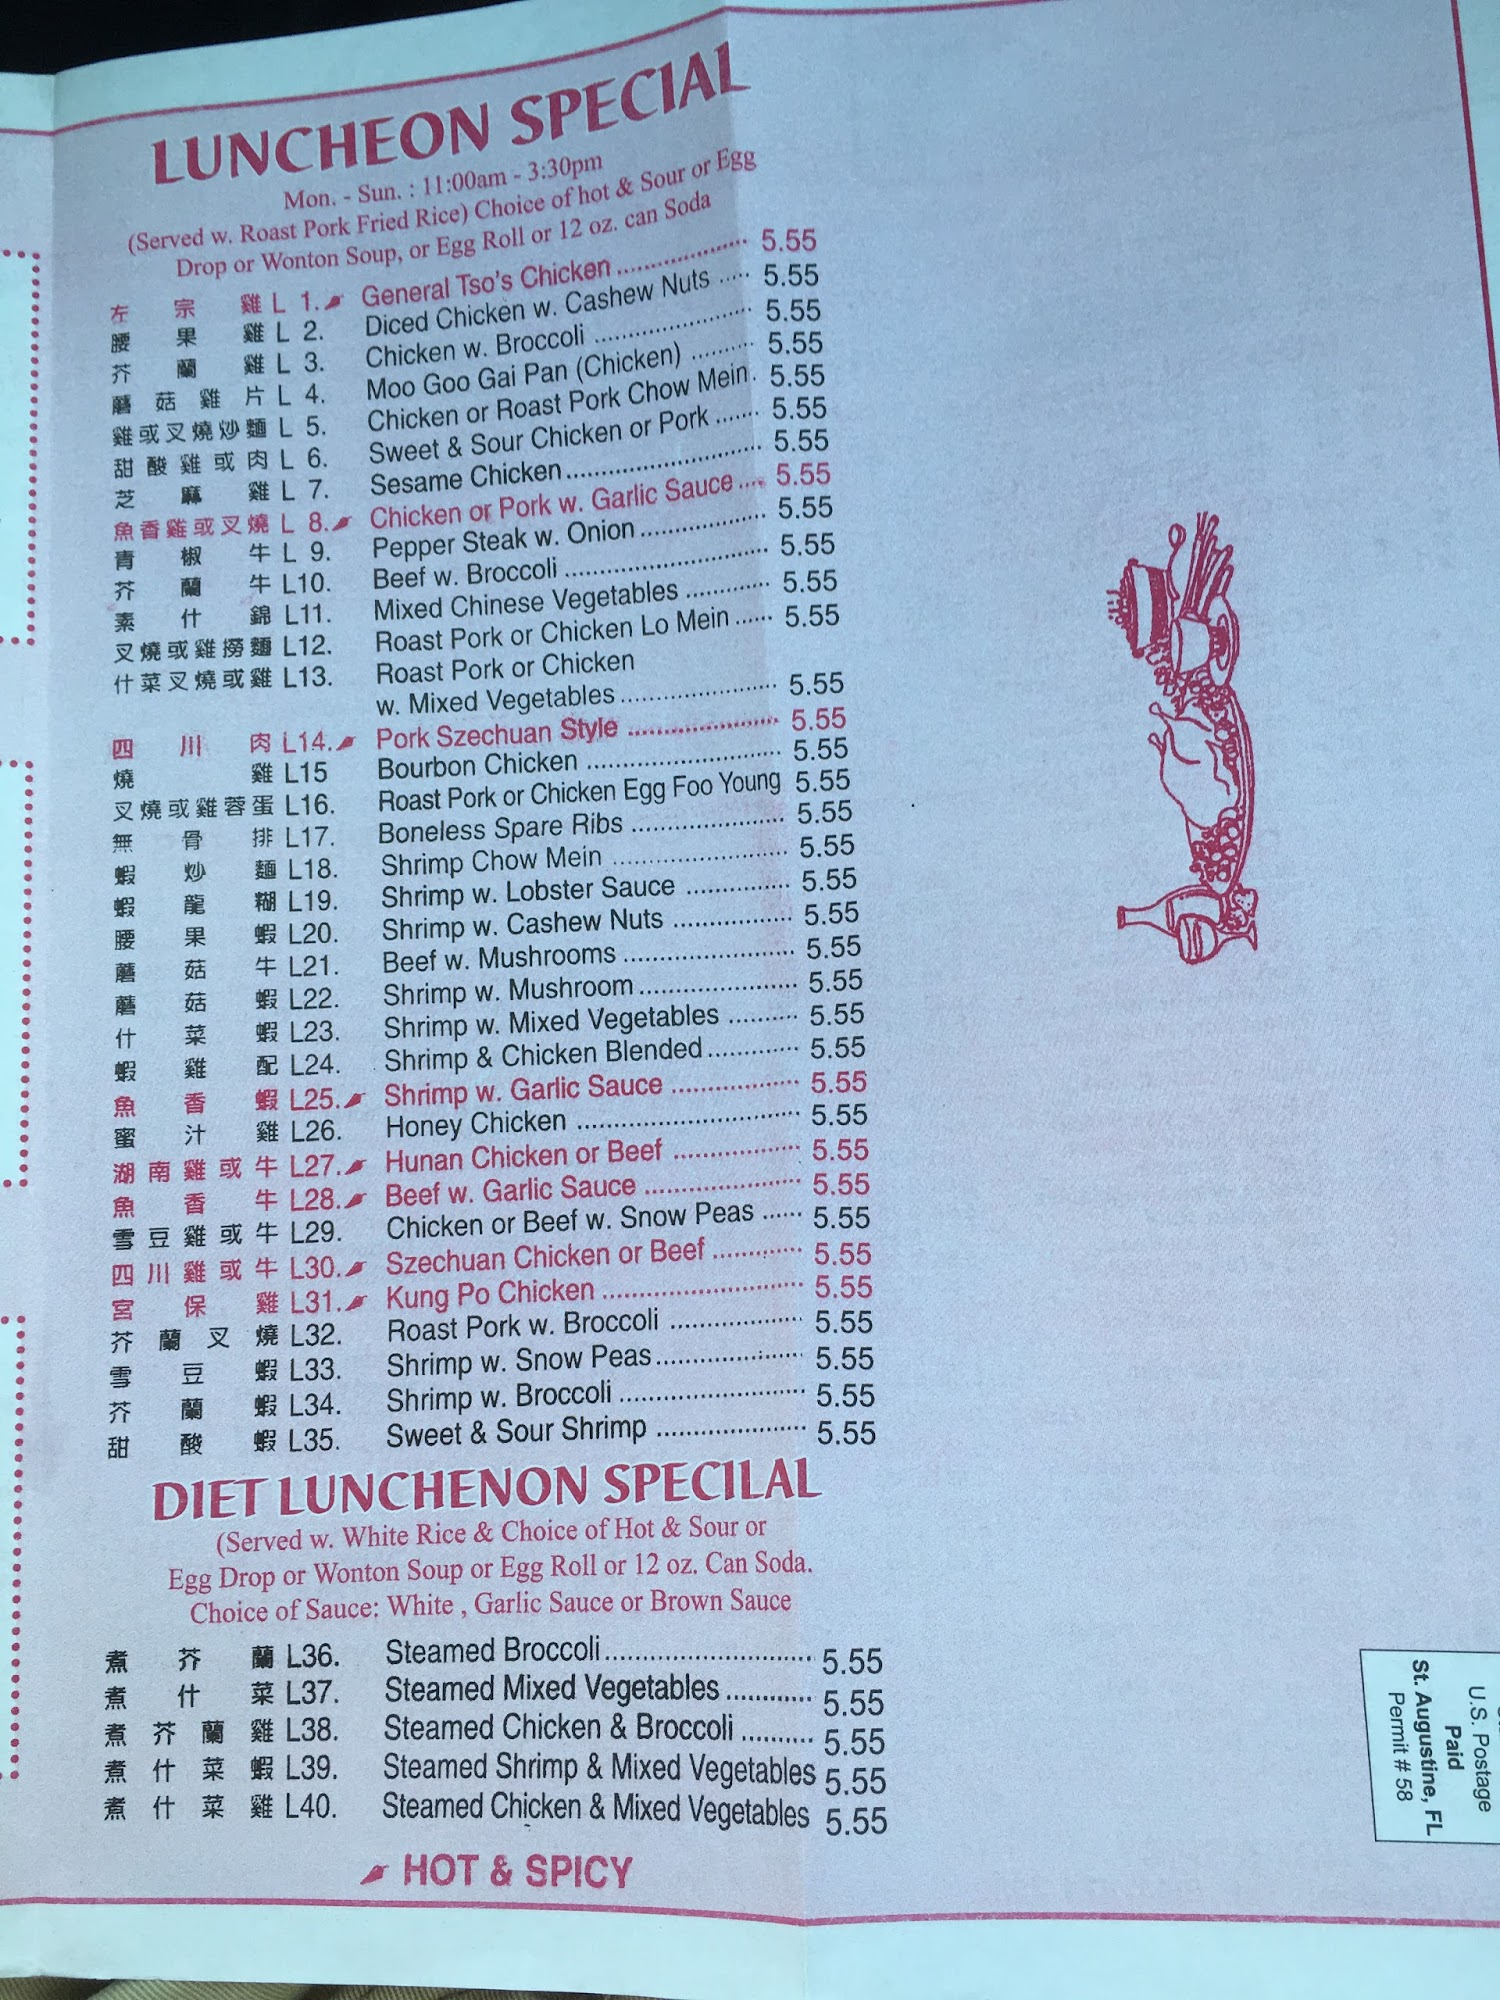 LUNCHEON SPECIAL
Mon. - Sun. : 11:00am - 3:30pm
(Served w. Roast Pork Fried Rice) Choice of hot & Sour or Egg
Drop or Wonton Soup, or Egg Roll or 12 oz. can Soda
左宗雞 L 1. General Tso's Chicken 5.55
腰果雞 L 2. Diced Chicken w. Cashew Nuts 5.55
芥蘭雞 L 3. Chicken w. Broccoli 5.55
蘑菇雞片 L 4. Moo Goo Gai Pan (Chicken) 5.55
雞或叉燒炒麵 L 5. Chicken or Roast Pork Chow Mein 5.55
甜酸雞或肉 L 6. Sweet & Sour Chicken or Pork 5.55
芝麻雞 L 7. Sesame Chicken 5.55
魚香雞或叉燒 L 8. Chicken or Pork w. Garlic Sauce 5.55
青椒牛 L 9. Pepper Steak w. Onion 5.55
芥蘭牛 L10. Beef w. Broccoli 5.55
素什錦 L11. Mixed Chinese Vegetables 5.55
叉燒或雞撈麵 L12. Roast Pork or Chicken Lo Mein 5.55
什菜叉燒或雞 L13. Roast Pork or Chicken
w. Mixed Vegetables 5.55
四川肉 L14. Pork Szechuan Style 5.55
燒雞 L15 Bourbon Chicken 5.55
叉燒或雞蓉蛋 L16. Roast Pork or Chicken Egg Foo Young 5.55
無骨排 L17. Boneless Spare Ribs 5.55
蝦炒麵 L18. Shrimp Chow Mein 5.55
蝦龍糊 L19. Shrimp w. Lobster Sauce 5.55
腰果蝦 L20. Shrimp w. Cashew Nuts 5.55
蘑菇牛 L21. Beef w. Mushrooms 5.55
蘑菇蝦 L22. Shrimp w. Mushroom 5.55
什菜蝦 L23. Shrimp w. Mixed Vegetables 5.55
蝦雞配 L24. Shrimp & Chicken Blended 5.55
魚香蝦 L25. Shrimp w. Garlic Sauce 5.55
蜜汁雞 L26. Honey Chicken 5.55
湖南雞或牛 L27. Hunan Chicken or Beef 5.55
魚香牛 L28. Beef w. Garlic Sauce 5.55
雪豆雞或牛 L29. Chicken or Beef w. Snow Peas 5.55
四川雞或牛 L30. Szechuan Chicken or Beef 5.55
宮保雞 L31. Kung Po Chicken 5.55
芥蘭叉燒 L32. Roast Pork w. Broccoli 5.55
雪豆蝦 L33. Shrimp w. Snow Peas 5.55
芥蘭蝦 L34. Shrimp w. Broccoli 5.55
甜酸蝦 L35. Sweet & Sour Shrimp 5.55
DIET LUNCHENON SPECILAL
(Served w. White Rice & Choice of Hot & Sour or
Egg Drop or Wonton Soup or Egg Roll or 12 oz. Can Soda.
Choice of Sauce: White , Garlic Sauce or Brown Sauce
煮芥蘭 L36. Steamed Broccoli 5.55
煮什菜 L37. Steamed Mixed Vegetables 5.55
煮芥蘭雞 L38. Steamed Chicken & Broccoli 5.55
煮什菜蝦 L39. Steamed Shrimp & Mixed Vegetables 5.55
煮什菜雞 L40. Steamed Chicken & Mixed Vegetables 5.55
HOT & SPICY
U.S. Postage
Paid
St. Augustine, FL
Permit # 58